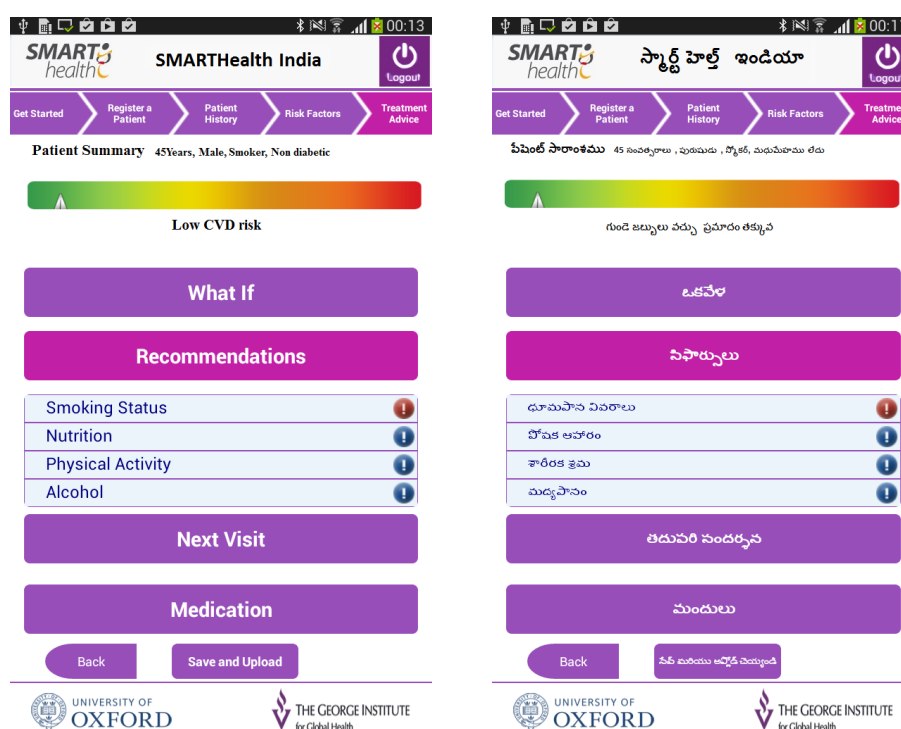 00:13
SMART
health
SMARTHealth India
Logout
Get Started
Register a
Patient
Patient
History
Risk Factors
Treatment
Advice
Patient Summary 45Years, Male, Smoker, Non diabetic
Low CVD risk
What If
Recommendations
Smoking Status
Nutrition
Physical Activity
Alcohol
Next Visit
Medication
Back
Save and Upload
UNIVERSITY OF
OXFORD
THE GEORGE INSTITUTE
for Global Health
00:1
SMART
health
స్మార్ట్ హెల్త్ ఇండియా
Logou
Get Started
Register a
Patient
Patient
History
Risk Factors
Treatme
Advice
పేషెంట్ సారాంశము 45 సంవత్సరాలు , పురుషుడు , స్మోకర్, మధుమేహము లేదు
గుండె జబ్బులు వచ్చు ప్రమాదం తక్కువ
ఒకవేళ
సిఫార్సులు
ధూమపాన వివరాలు
పోషక ఆహారం
శారీరక శ్రమ
మద్యపానం
తదుపరి సందర్శన
మందులు
Back
సేవ్ మరియు అప్లోడ్ చెయ్యండి
UNIVERSITY OF
OXFORD
THE GEORGE INSTITUTE
for Global Health